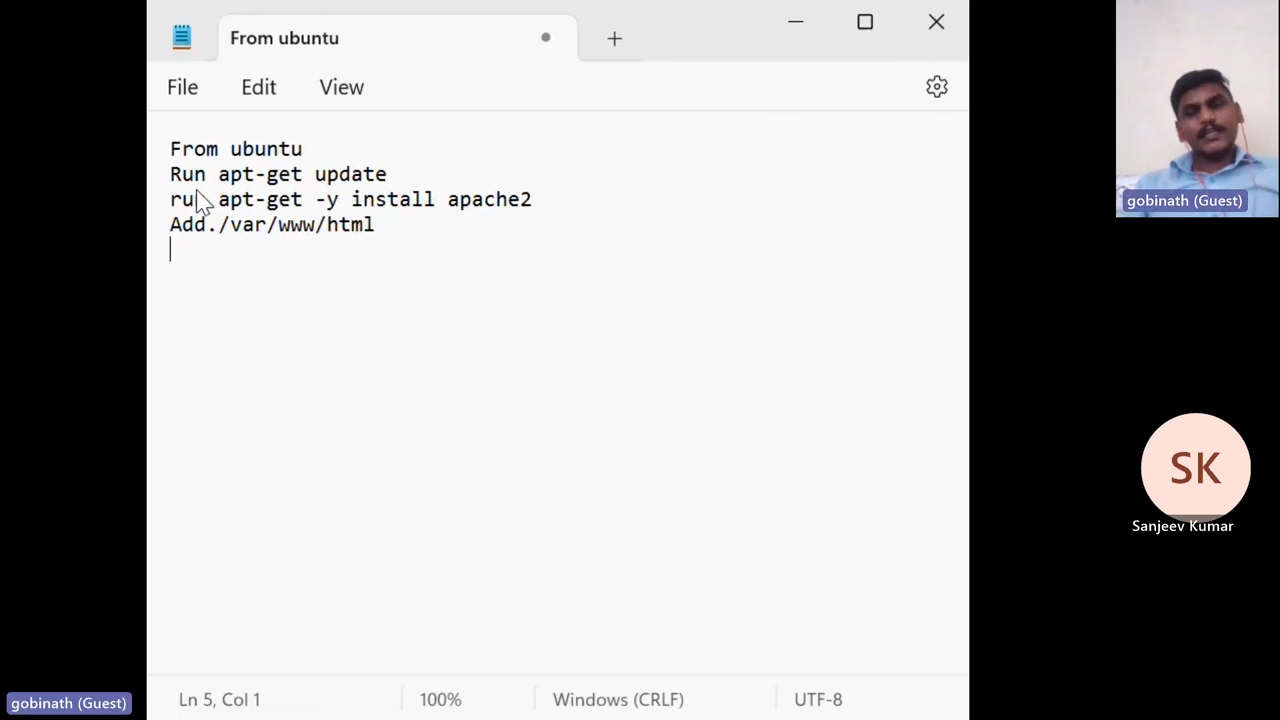 From ubuntu
File Edit View
From ubuntu
Run apt-get update
run apt-get -y install apache2
Add./var/www/html
Ln 5, Col 1 100% Windows (CRLF) UTF-8
gobinath (Guest)
gobinath (Guest)
SK
Sanjeev Kumar